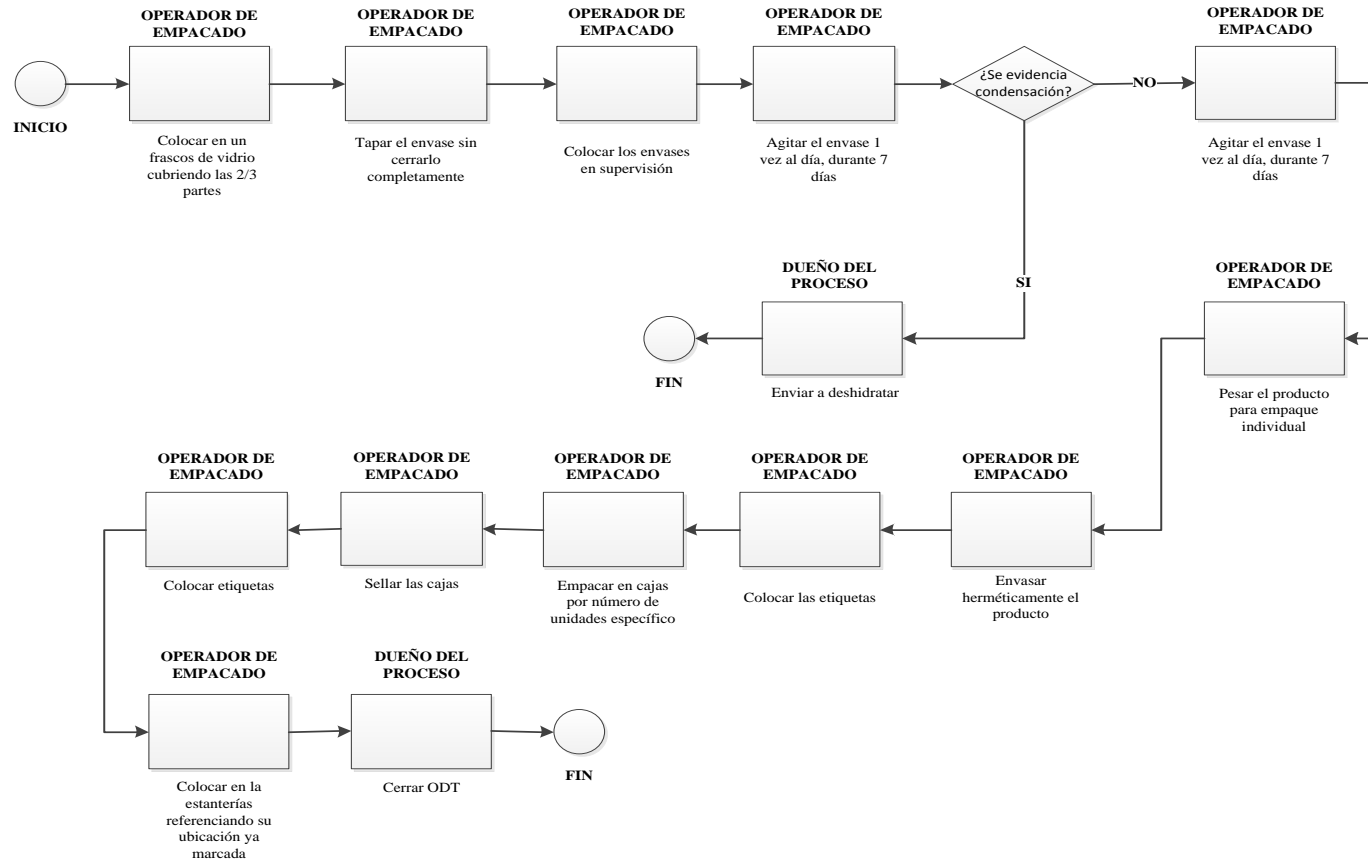 OPERADOR DE
EMPACADO
OPERADOR DE
EMPACADO
OPERADOR DE
EMPACADO
OPERADOR DE
EMPACADO
OPERADOR DE
EMPACADO
INICIO
¿Se evidencia
condensación?
NO
Colocar en un
frascos de vidrio
cubriendo las 2/3
partes
Tapar el envase sin
cerrarlo
completamente
Colocar los envases
en supervisión
Agitar el envase 1
vez al día, durante 7
días
Agitar el envase 1
vez al día, durante 7
días
SI
DUEÑO DEL
PROCESO
OPERADOR DE
EMPACADO
FIN
Enviar a deshidratar
Pesar el producto
para empaque
individual
OPERADOR DE
EMPACADO
OPERADOR DE
EMPACADO
OPERADOR DE
EMPACADO
OPERADOR DE
EMPACADO
OPERADOR DE
EMPACADO
Colocar etiquetas
Sellar las cajas
Empacar en cajas
por número de
unidades específico
Colocar las etiquetas
Envasar
herméticamente el
producto
OPERADOR DE
EMPACADO
DUEÑO DEL
PROCESO
Colocar en la
estanterías
referenciando su
ubicación ya
marcada
Cerrar ODT
FIN